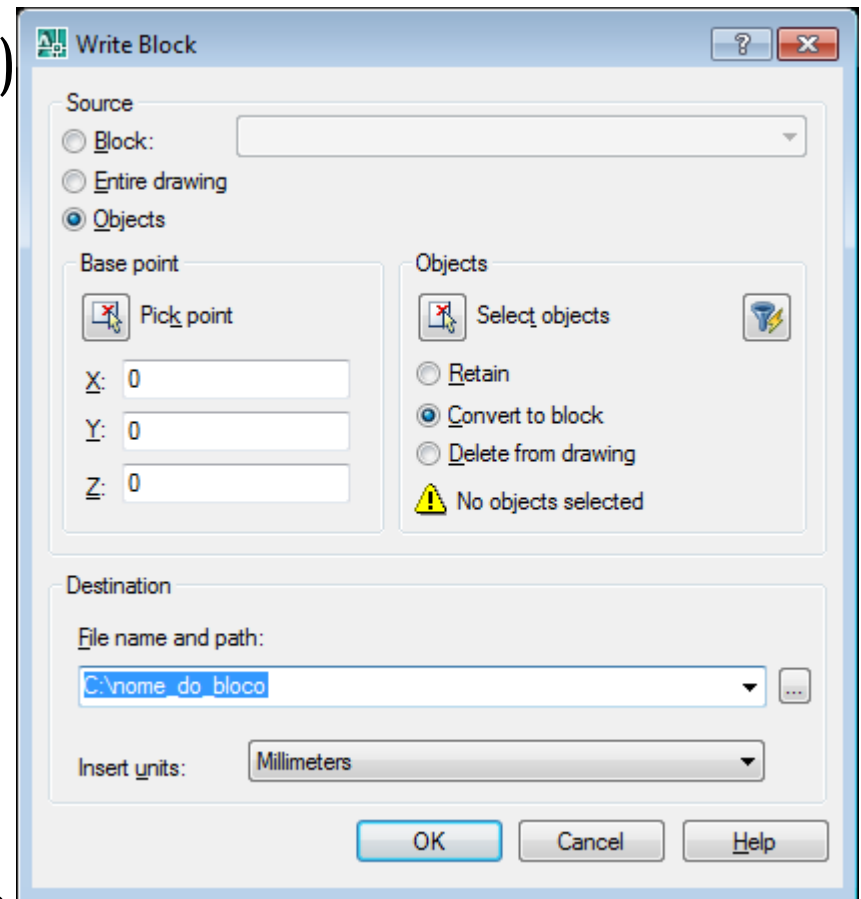 )
Write Block
Source
Block:
Entire drawing
Objects
Base point
Pick point
X: 0
Y: 0
Z: 0
Objects
Select objects
Retain
Convert to block
Delete from drawing
No objects selected
Destination
File name and path:
C:\nome_do_bloco
...
Insert units: Millimeters
OK Cancel Help